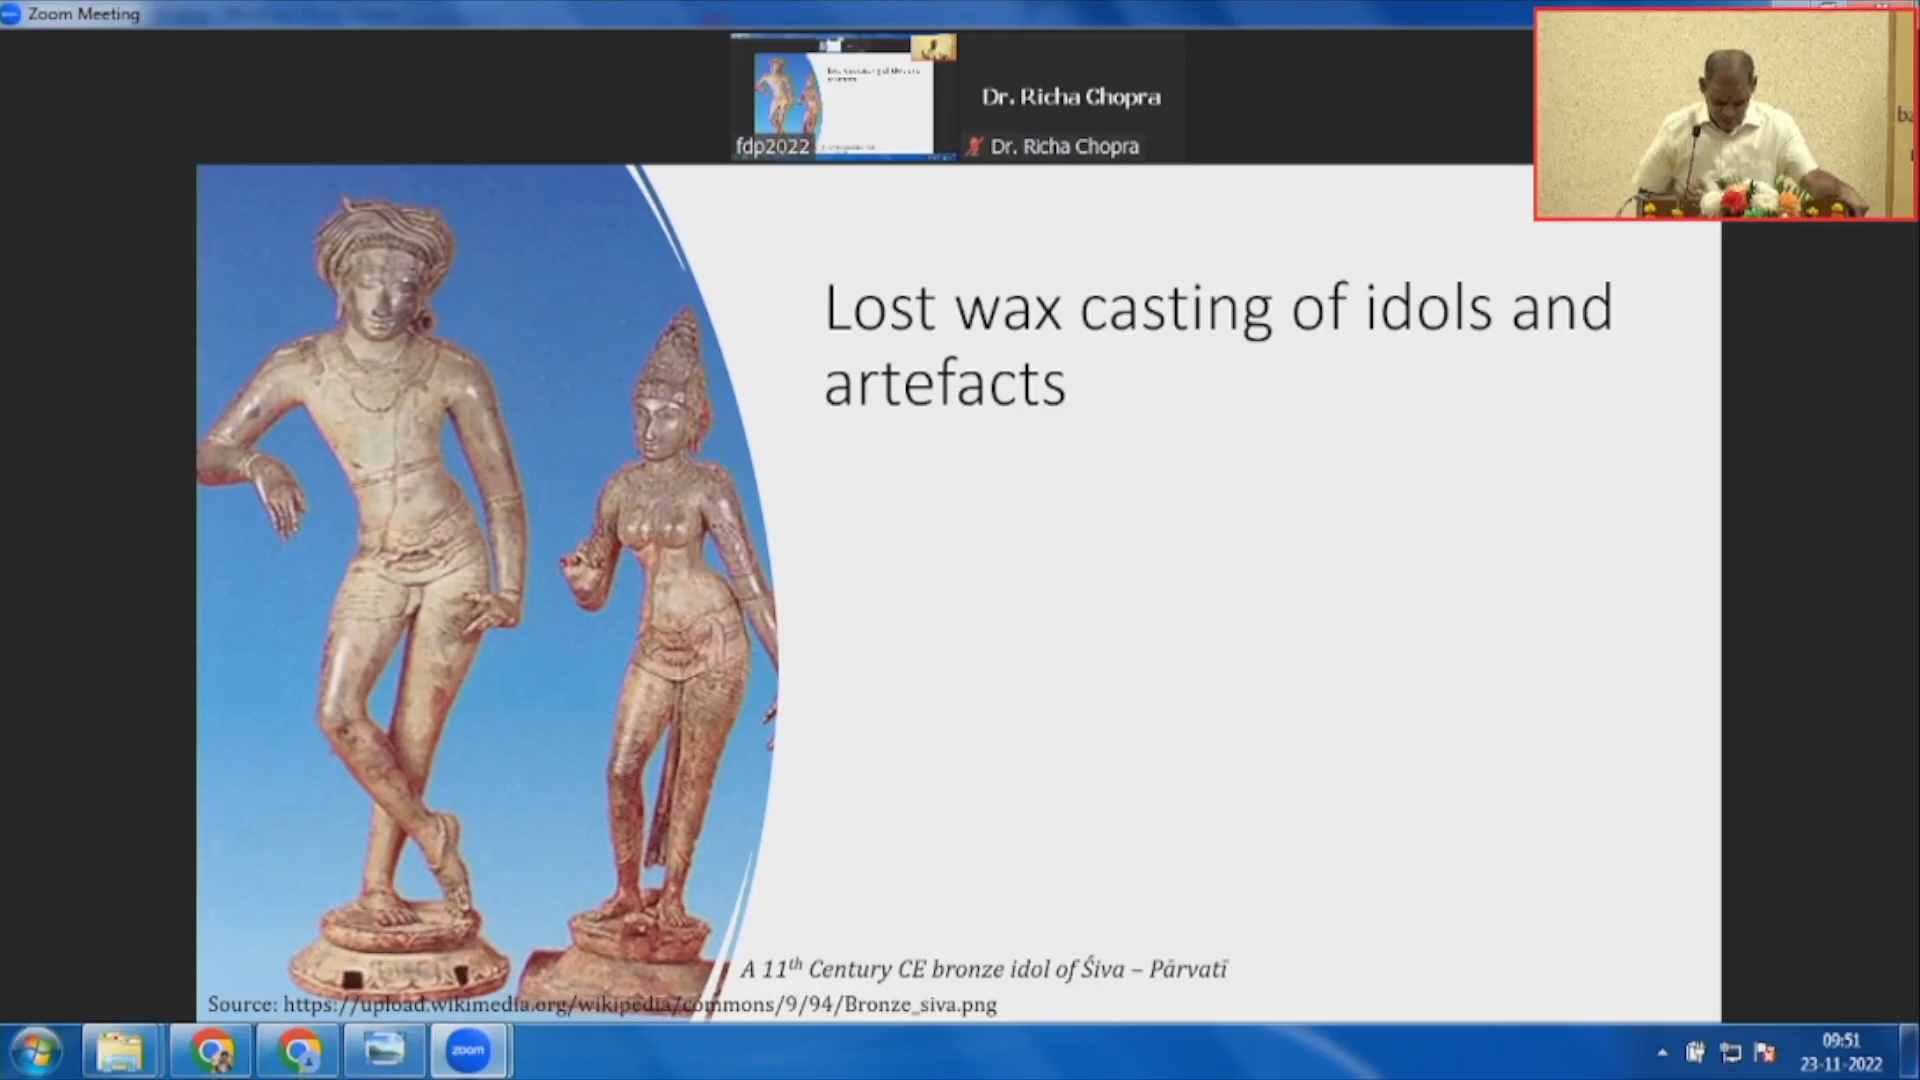 Zoom Meeting
fdp2022
Dr. Richa Chopra
Dr. Richa Chopra
Lost wax casting of idols and
artefacts
A 11th Century CE bronze idol of Śiva – Pārvatī
Source: https://upload.wikimedia.org/wikipedia/commons/9/94/Bronze_siva.png
zoom
09:51
23-11-2022